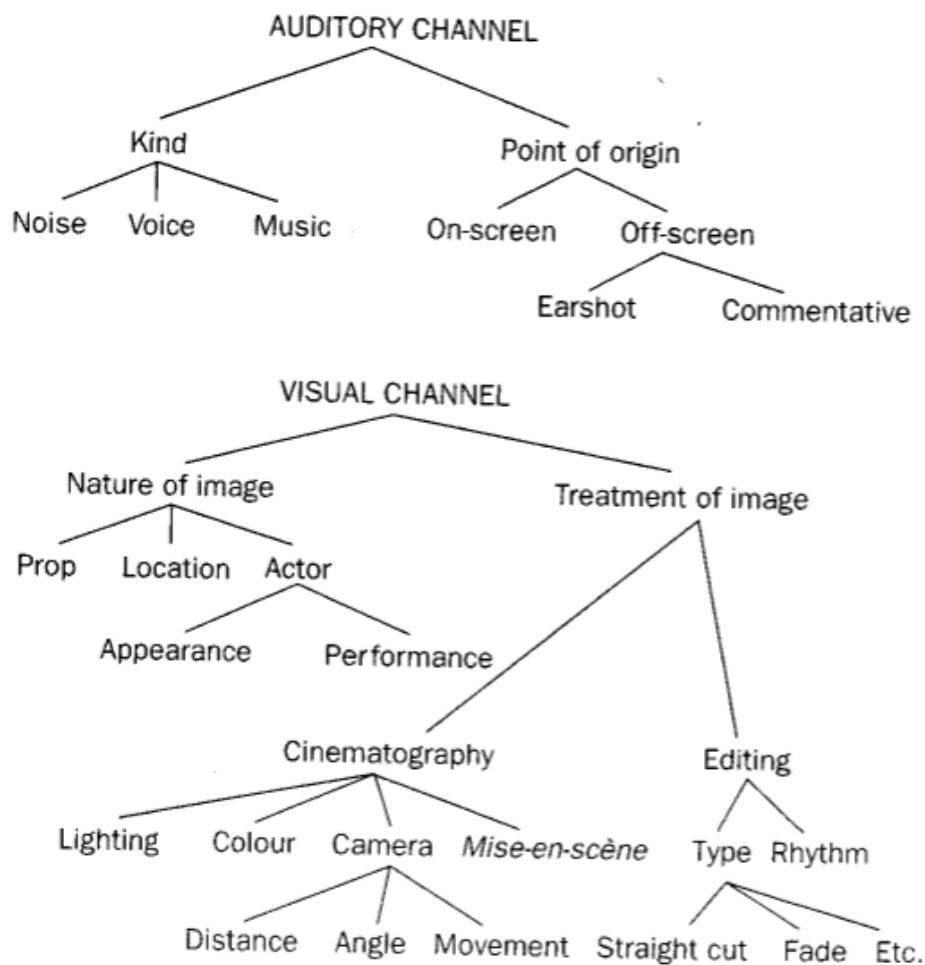 AUDITORY CHANNEL
Kind
Point of origin
Noise Voice Music
On-screen Off-screen
Earshot Commentative
VISUAL CHANNEL
Nature of image
Treatment of image
Prop Location Actor
Appearance Performance
Cinematography
Editing
Lighting Colour Camera Mise-en-scène Type Rhythm
Distance Angle Movement Straight cut Fade Etc.